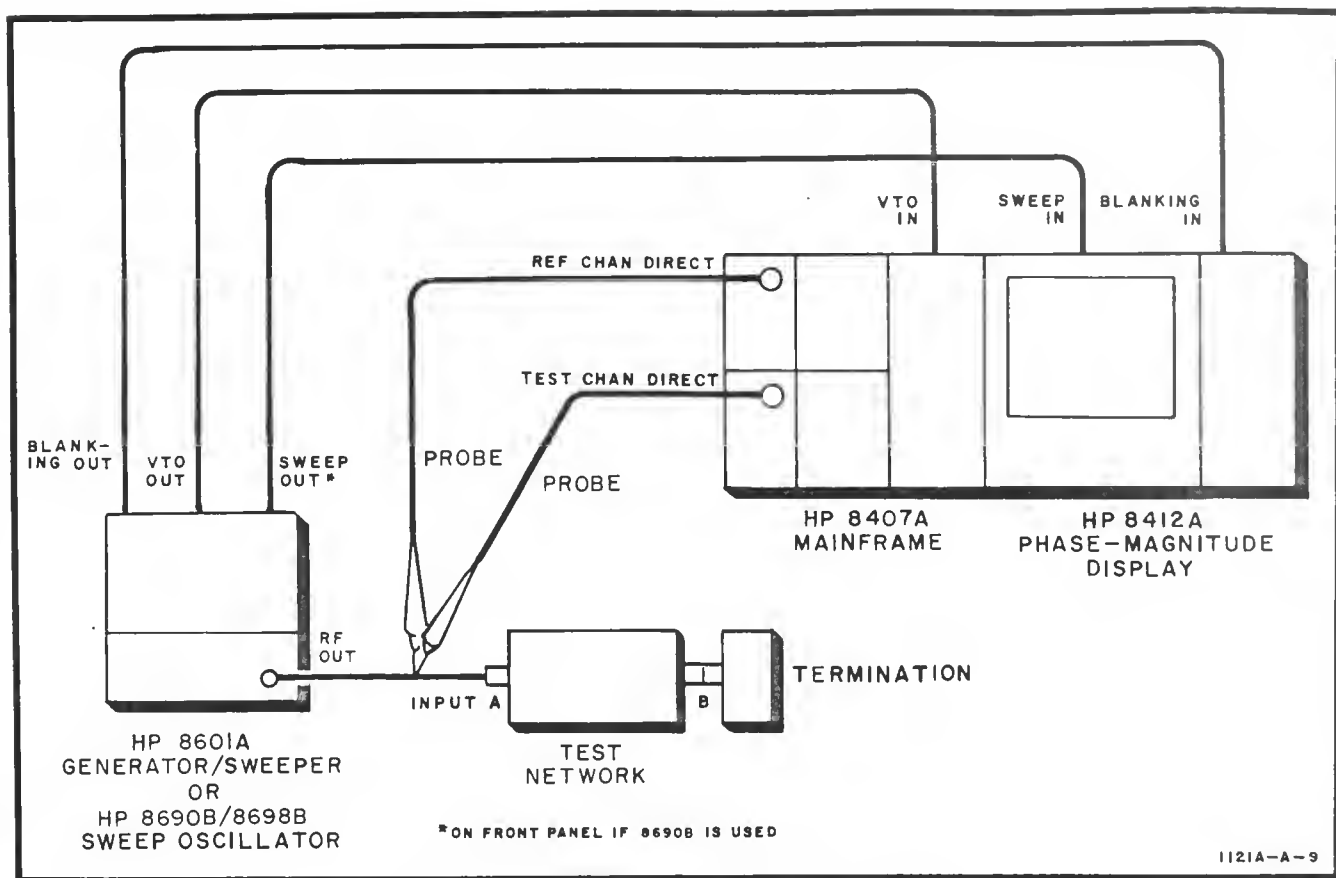 VTO
IN
SWEEP
IN
BLANKING
IN
REF CHAN DIRECT
TEST CHAN DIRECT
BLANK-
ING OUT
VTO
OUT
SWEEP
OUT*
PROBE
PROBE
HP 8407A
MAINFRAME
HP 8412A
PHASE-MAGNITUDE
DISPLAY
RF
OUT
INPUT A
B
TERMINATION
TEST
NETWORK
HP 8601A
GENERATOR/SWEEPER
OR
HP 8690B/8698B
SWEEP OSCILLATOR
*ON FRONT PANEL IF 8690B IS USED
1121A-A-9